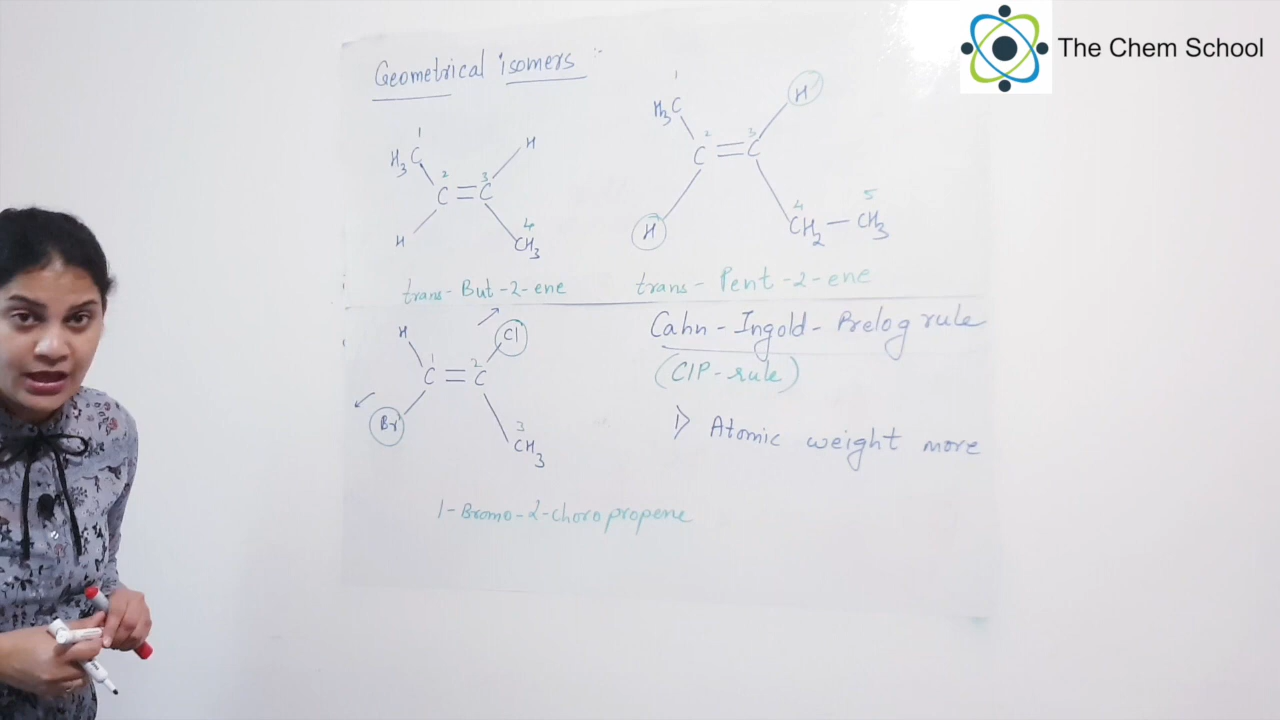 The Chem School
Geometrical isomers :-
1
H3C
2
3
C=C
H
H
4
CH3
trans-But-2-ene
1
H3C
2
3
C=C
H
H
4
5
CH2-CH3
trans-Pent-2-ene
H
Cl
1
2
C=C
Br
3
CH3
1-Bromo-2-choropropene
Cahn-Ingold-Prelog rule
(CIP-rule)
1> Atomic weight more